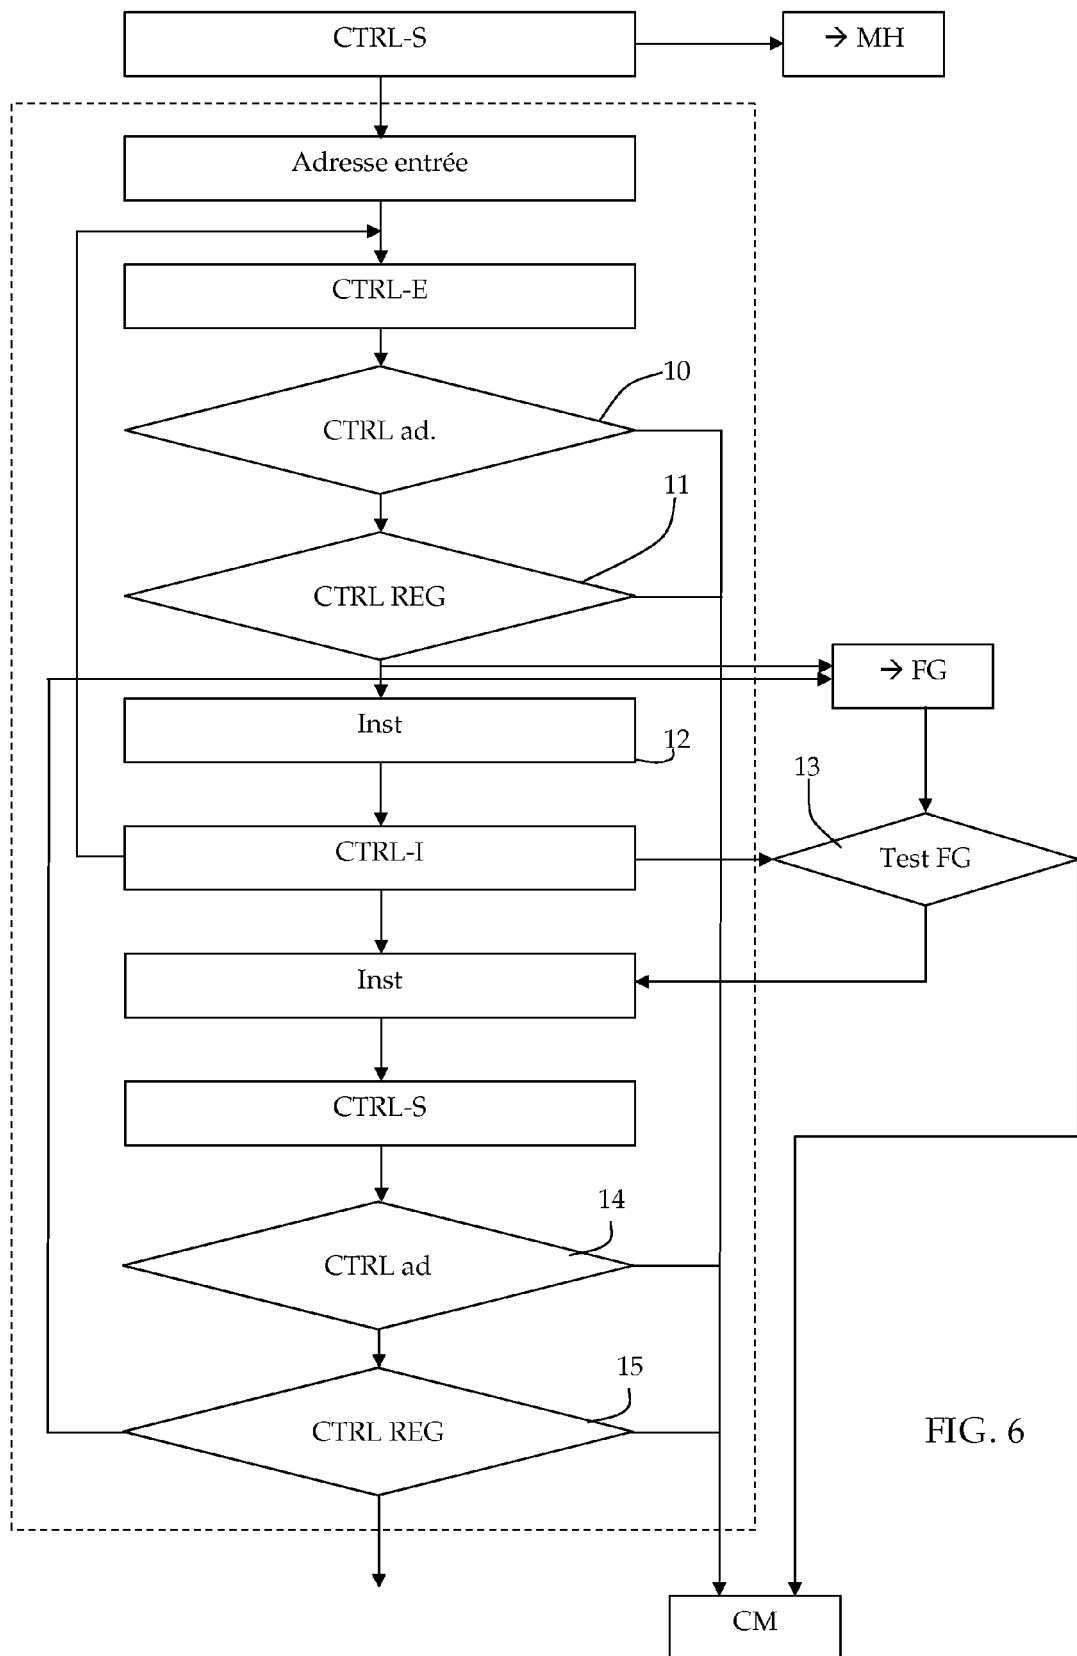 CTRL-S
→ MH
Adresse entrée
CTRL-E
10
CTRL ad.
11
CTRL REG
→ FG
Inst
12
13
CTRL-I
Test FG
Inst
CTRL-S
14
CTRL ad
15
CTRL REG
FIG. 6
CM